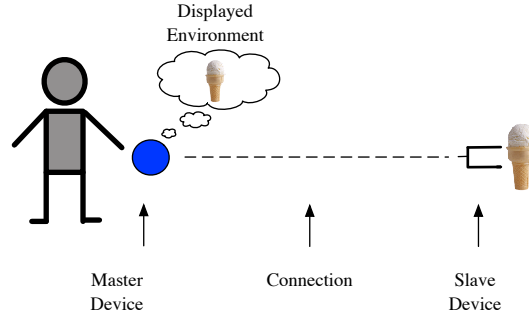 Displayed
Environment
Master
Device
Connection
Slave
Device